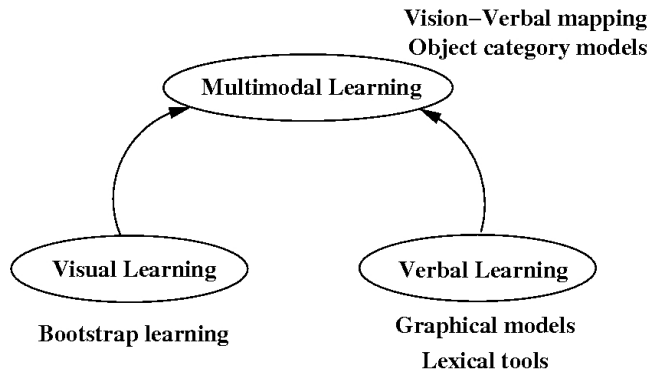 Vision−Verbal mapping
Object category models
Multimodal Learning
Visual Learning
Verbal Learning
Bootstrap learning
Graphical models
Lexical tools